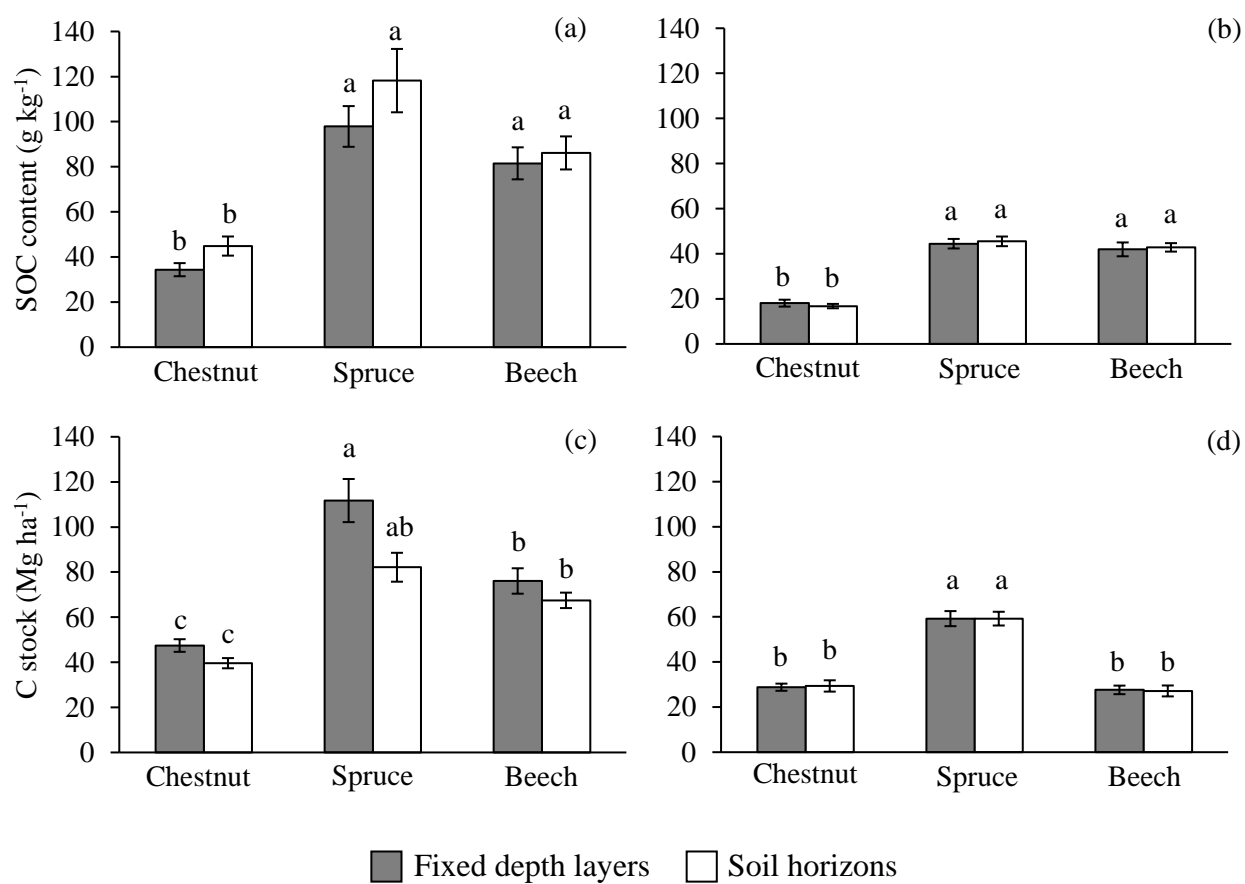 (a)
SOC content (g kg⁻¹)
140
120
100
80
60
40
20
0
b
b
a
a
a
a
Chestnut
Spruce
Beech
(b)
140
120
100
80
60
40
20
0
b
b
a
a
a
a
Chestnut
Spruce
Beech
(c)
C stock (Mg ha⁻¹)
140
120
100
80
60
40
20
0
c
c
a
ab
b
b
Chestnut
Spruce
Beech
(d)
140
120
100
80
60
40
20
0
b
b
a
a
b
b
Chestnut
Spruce
Beech
Fixed depth layers
Soil horizons